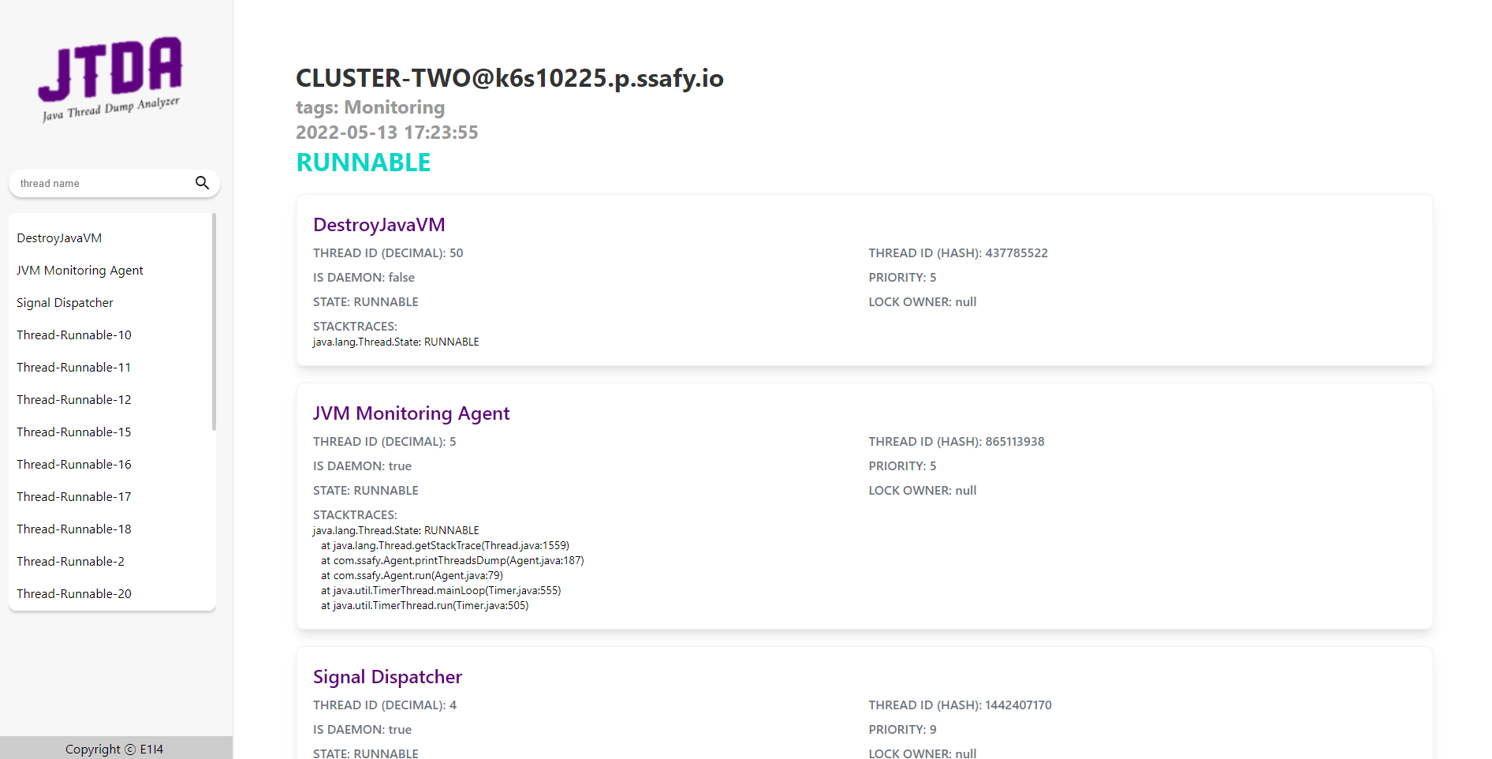 JTDA
Java Thread Dump Analyzer
thread name
DestroyJavaVM
JVM Monitoring Agent
Signal Dispatcher
Thread-Runnable-10
Thread-Runnable-11
Thread-Runnable-12
Thread-Runnable-15
Thread-Runnable-16
Thread-Runnable-17
Thread-Runnable-18
Thread-Runnable-2
Thread-Runnable-20
Copyright ⓒ E1I4
CLUSTER-TWO@k6s10225.p.ssafy.io
tags: Monitoring
2022-05-13 17:23:55
RUNNABLE
DestroyJavaVM
THREAD ID (DECIMAL): 50
THREAD ID (HASH): 437785522
IS DAEMON: false
PRIORITY: 5
STATE: RUNNABLE
LOCK OWNER: null
STACKTRACES:
java.lang.Thread.State: RUNNABLE
JVM Monitoring Agent
THREAD ID (DECIMAL): 5
THREAD ID (HASH): 865113938
IS DAEMON: true
PRIORITY: 5
STATE: RUNNABLE
LOCK OWNER: null
STACKTRACES:
java.lang.Thread.State: RUNNABLE
at java.lang.Thread.getStackTrace(Thread.java:1559)
at com.ssafy.Agent.printThreadsDump(Agent.java:187)
at com.ssafy.Agent.run(Agent.java:79)
at java.util.TimerThread.mainLoop(Timer.java:555)
at java.util.TimerThread.run(Timer.java:505)
Signal Dispatcher
THREAD ID (DECIMAL): 4
THREAD ID (HASH): 1442407170
IS DAEMON: true
PRIORITY: 9
STATE: RUNNABLE
LOCK OWNER: null